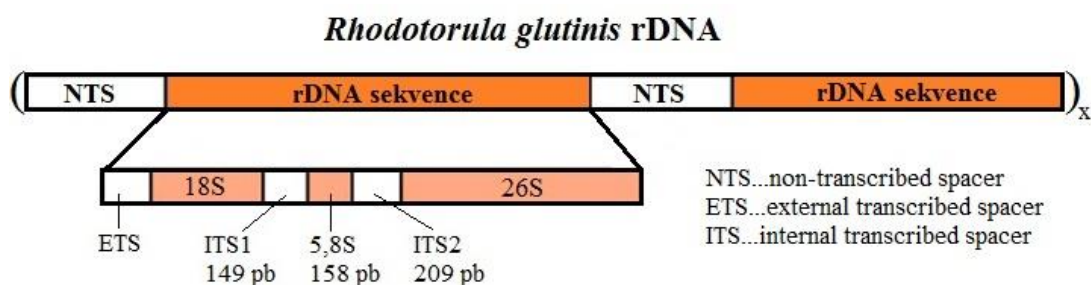 Rhodotorula glutinis rDNA
( NTS rDNA sekvence NTS rDNA sekvence )x
18S 26S
NTS...non-transcribed spacer
ETS...external transcribed spacer
ITS...internal transcribed spacer
ETS ITS1 5,8S ITS2
149 pb 158 pb 209 pb